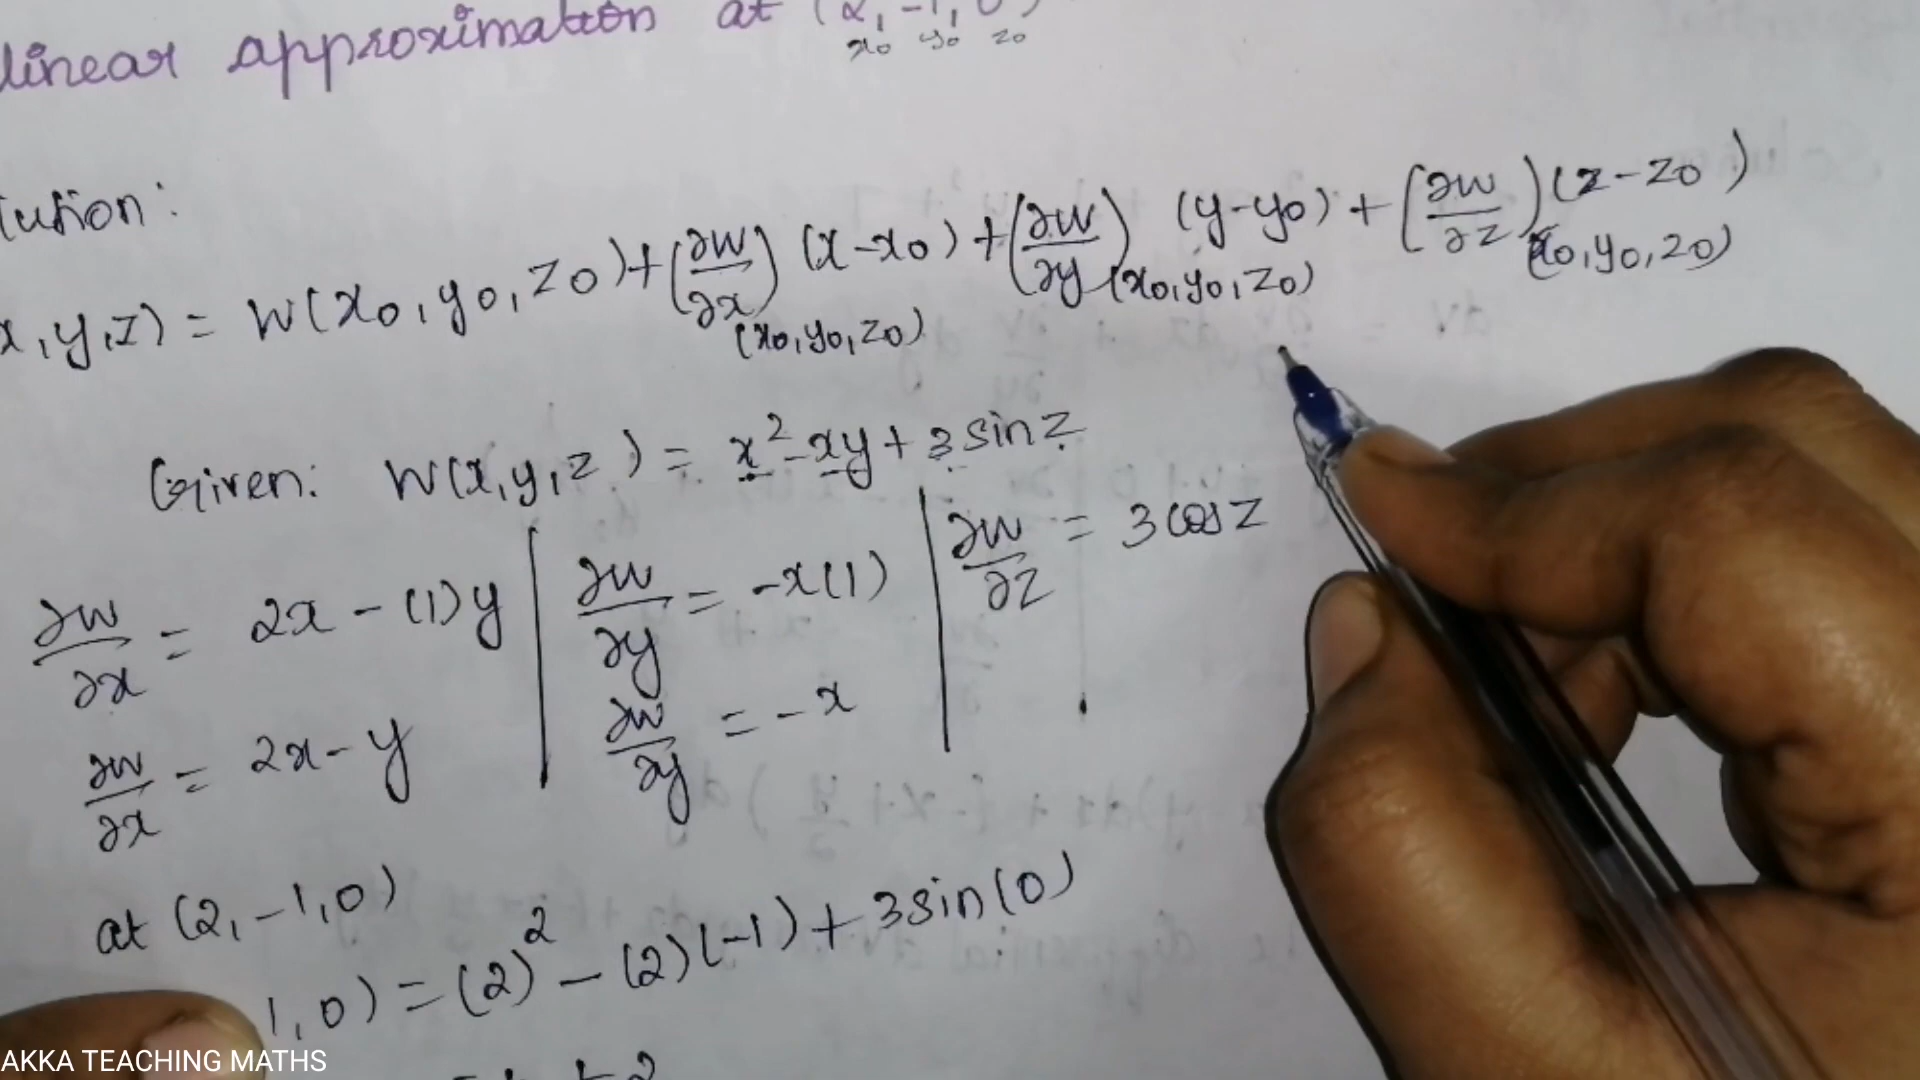 linear approximation at (2, -1, 0)
x₀ y₀ z₀
lution:
x, y, z) = W(x₀, y₀, z₀) + (∂w/∂x) (x - x₀) + (∂w/∂y) (y - y₀) + (∂w/∂z) (z - z₀)
(x₀, y₀, z₀) (x₀, y₀, z₀) (x₀, y₀, z₀)
Given: W(x, y, z) = x² - xy + 3 sin z
∂w/∂x = 2x - (1)y | ∂w/∂y = -x(1) | ∂w/∂z = 3 cos z
∂w/∂x = 2x - y | ∂w/∂y = - x
at (2, -1, 0)
1, 0) = (2)² - (2)(-1) + 3 sin(0)
AKKA TEACHING MATHS